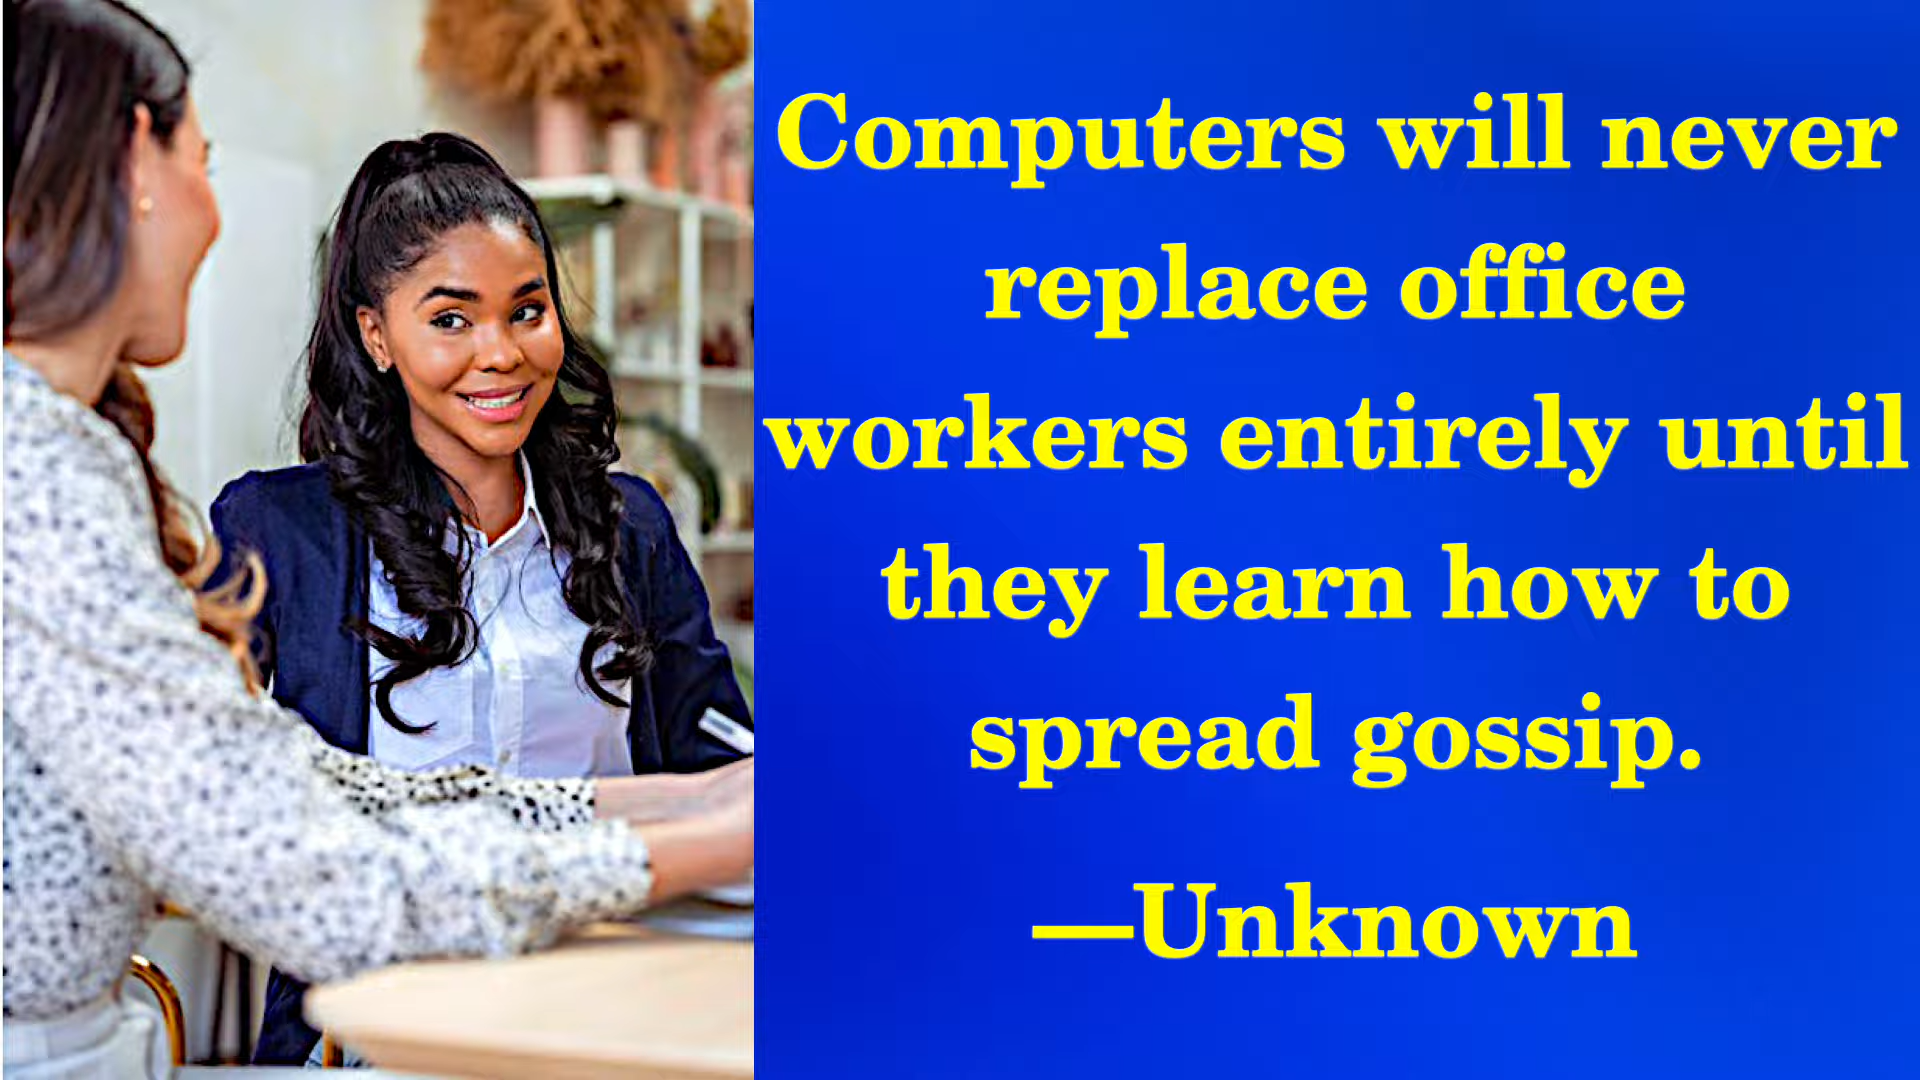 Computers will never
replace office
workers entirely until
they learn how to
spread gossip.
—Unknown